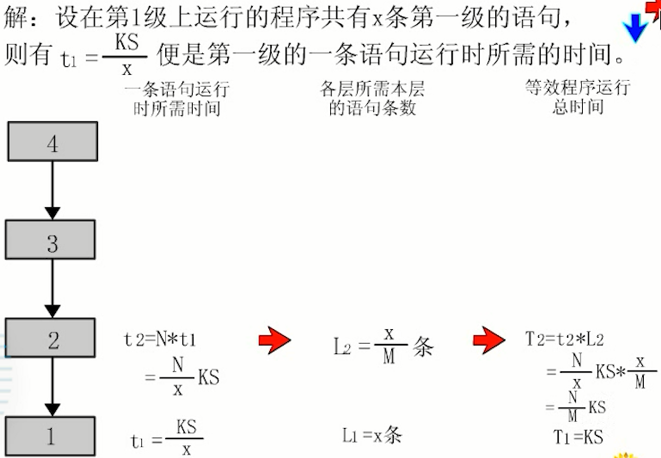 解：设在第1级上运行的程序共有x条第一级的语句，
则有 t1 = KS/x 便是第一级的一条语句运行时所需的时间。
一条语句运行 各层所需本层 等效程序运行
时所需时间 的语句条数 总时间
4
3
2 t2=N*t1 L2 = x/M 条 T2=t2*L2
= N/x KS = N/x KS* x/M
= N/M KS
1 t1 = KS/x L1=x条 T1=KS